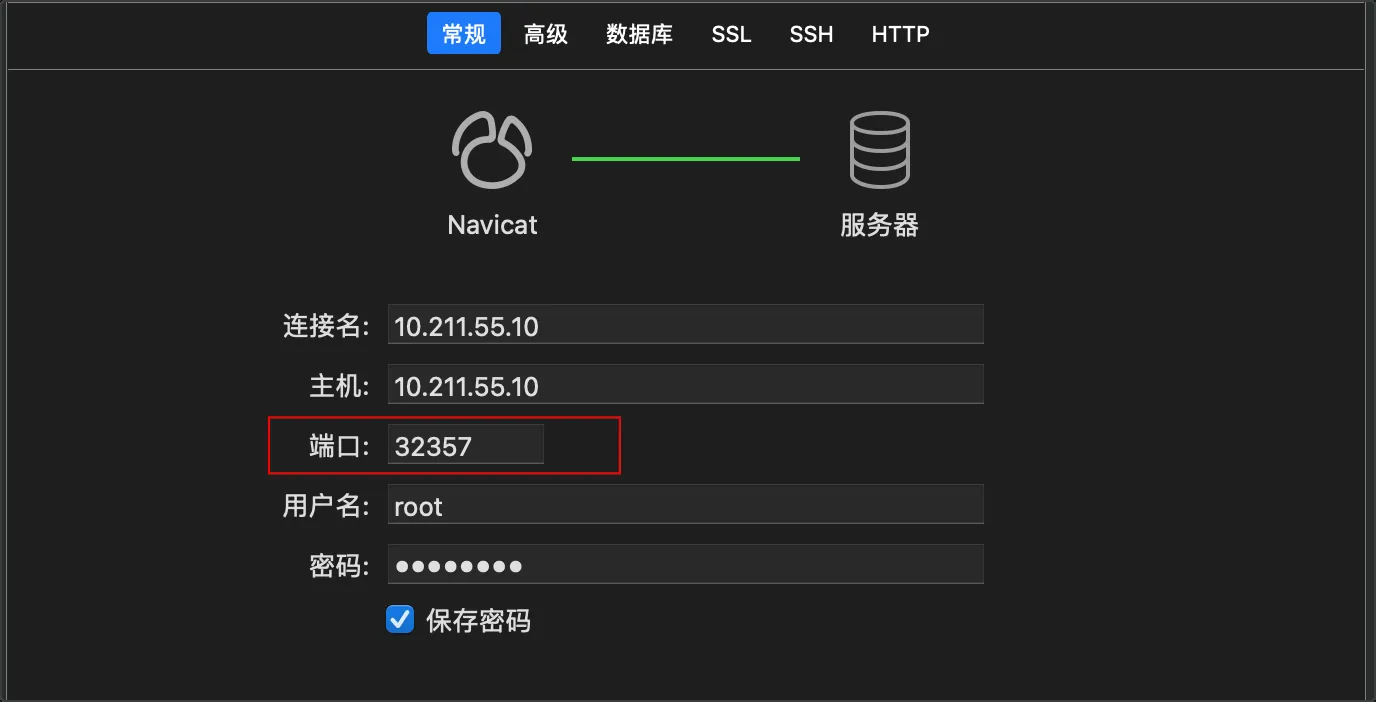 常规 高级 数据库 SSL SSH HTTP
Navicat 服务器
连接名: 10.211.55.10
主机: 10.211.55.10
端口: 32357
用户名: root
密码: ●●●●●●●●
保存密码